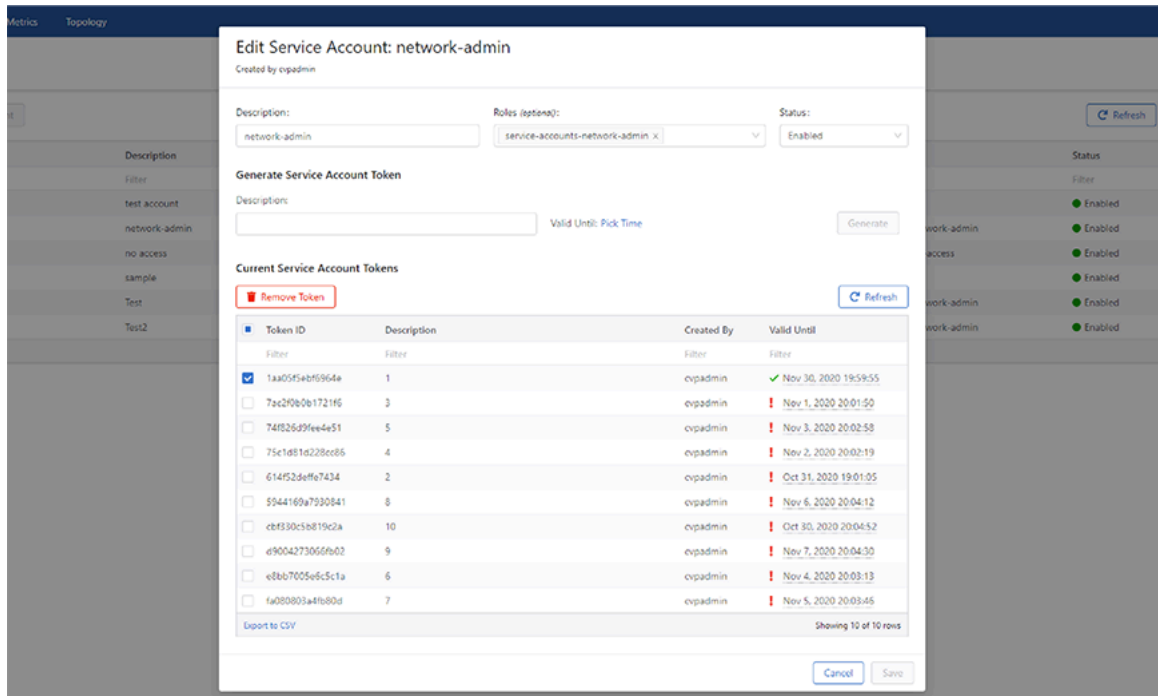 Metrics Topology
Edit Service Account: network-admin
Created by cvpadmin
Description: Roles (optional): Status:
network-admin service-accounts-network-admin × Enabled
Refresh
Description Status
Generate Service Account Token
Filter Filter
Description:
test account Enabled
Valid Until: Pick Time Generate
network-admin work-admin Enabled
no access access Enabled
Current Service Account Tokens
sample Enabled
Remove Token Refresh
Test work-admin Enabled
Test2 work-admin Enabled
Token ID Description Created By Valid Until
Filter Filter Filter Filter
1aa05f5ebf6964e 1 cvpadmin Nov 30, 2020 19:59:55
7ac2f0b0b1721f6 3 cvpadmin Nov 1, 2020 20:01:50
74f826d9fee4e51 5 cvpadmin Nov 3, 2020 20:02:58
75c1d81d228cc86 4 cvpadmin Nov 2, 2020 20:02:19
614f52deffe7434 2 cvpadmin Oct 31, 2020 19:01:05
5944169a7930841 8 cvpadmin Nov 6, 2020 20:04:12
cbf330c5b819c2a 10 cvpadmin Oct 30, 2020 20:04:52
d9004273066fb02 9 cvpadmin Nov 7, 2020 20:04:30
e8bb7005e6c5c1a 6 cvpadmin Nov 4, 2020 20:03:13
fa080803a4fb80d 7 cvpadmin Nov 5, 2020 20:03:46
Export to CSV Showing 10 of 10 rows
Cancel Save